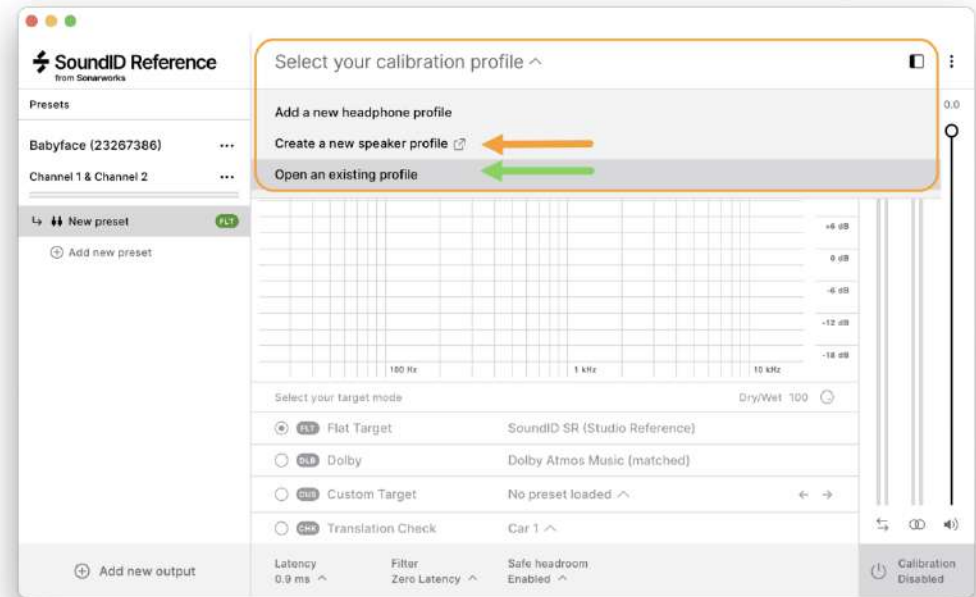 SoundID Reference
from Sonarworks
Select your calibration profile
Presets
Add a new headphone profile
0.0
Babyface (23267386)
Create a new speaker profile
Channel 1 & Channel 2
Open an existing profile
New preset
FLT
Add new preset
+6 dB
0 dB
-6 dB
-12 dB
-18 dB
100 Hz
1 kHz
10 kHz
Select your target mode
Dry/Wet 100
FLT Flat Target
SoundID SR (Studio Reference)
DLB Dolby
Dolby Atmos Music (matched)
CUS Custom Target
No preset loaded
CHK Translation Check
Car 1
Add new output
Latency
0.9 ms
Filter
Zero Latency
Safe headroom
Enabled
Calibration
Disabled